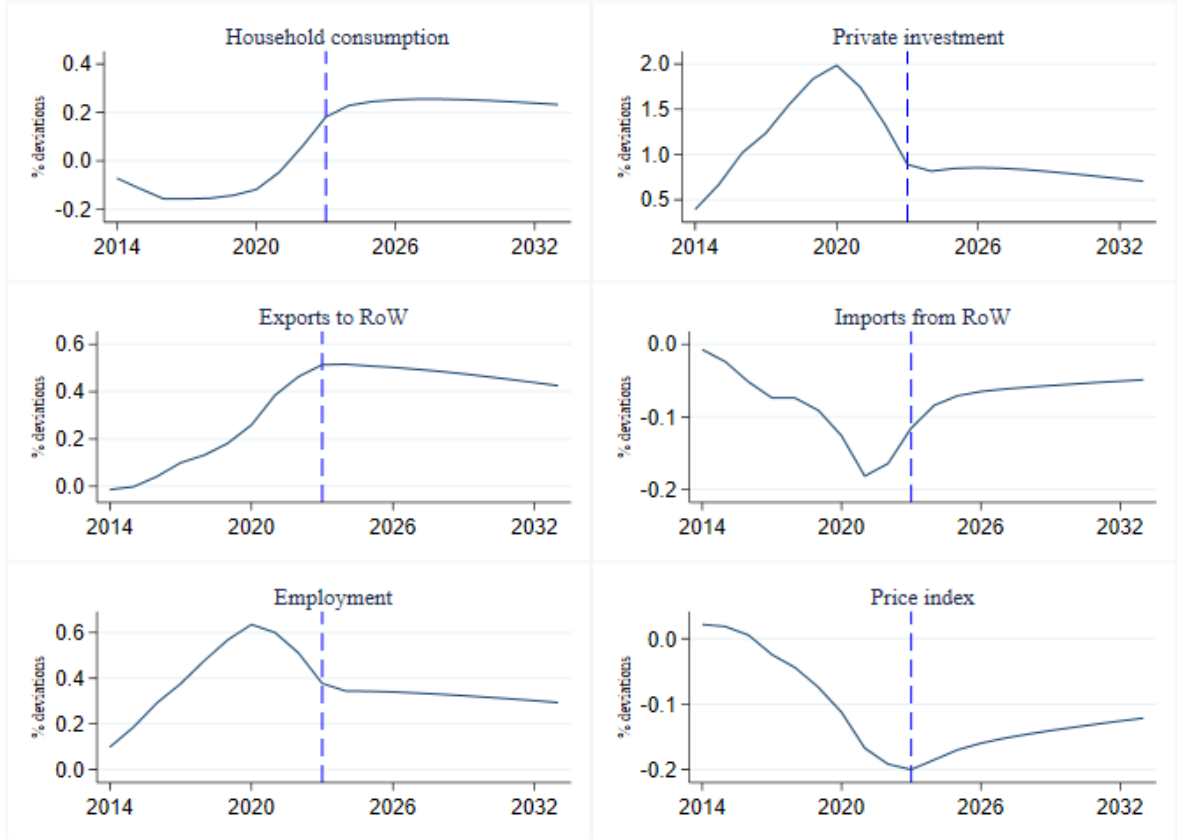 Household consumption
% deviations
0.4
0.2
0.0
-0.2
2014 2020 2026 2032
Private investment
% deviations
2.0
1.5
1.0
0.5
2014 2020 2026 2032
Exports to RoW
% deviations
0.6
0.4
0.2
0.0
2014 2020 2026 2032
Imports from RoW
% deviations
0.0
-0.1
-0.2
2014 2020 2026 2032
Employment
% deviations
0.6
0.4
0.2
0.0
2014 2020 2026 2032
Price index
% deviations
0.0
-0.1
-0.2
2014 2020 2026 2032